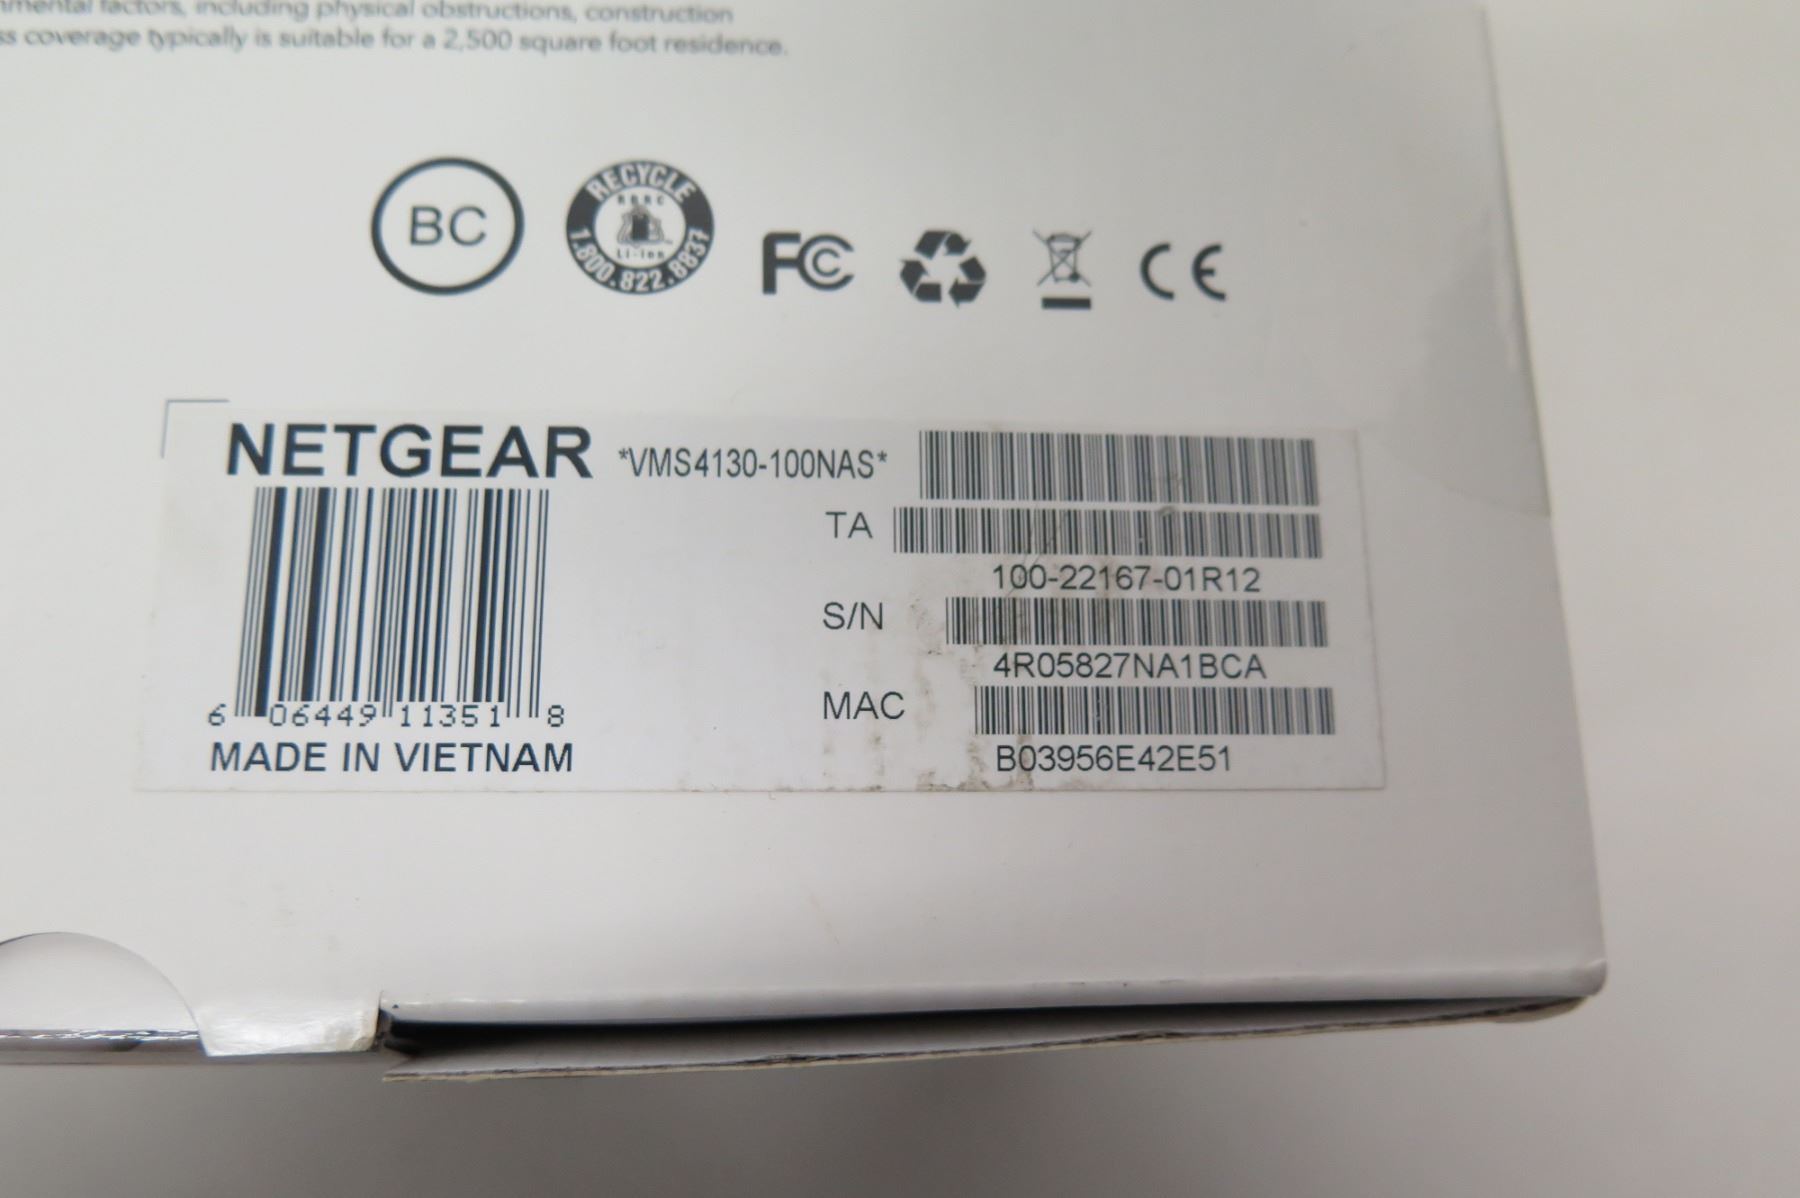 factors, including physical obstructions, construction
coverage typically is suitable for a 2,500 square foot residence.
BC
RECYCLE
RBRC
Li-Ion
1.800.822.8837
FC
CE
NETGEAR
*VMS4130-100NAS*
TA
100-22167-01R12
S/N
4R05827NA1BCA
MAC
B03956E42E51
6 06449 11351 8
MADE IN VIETNAM